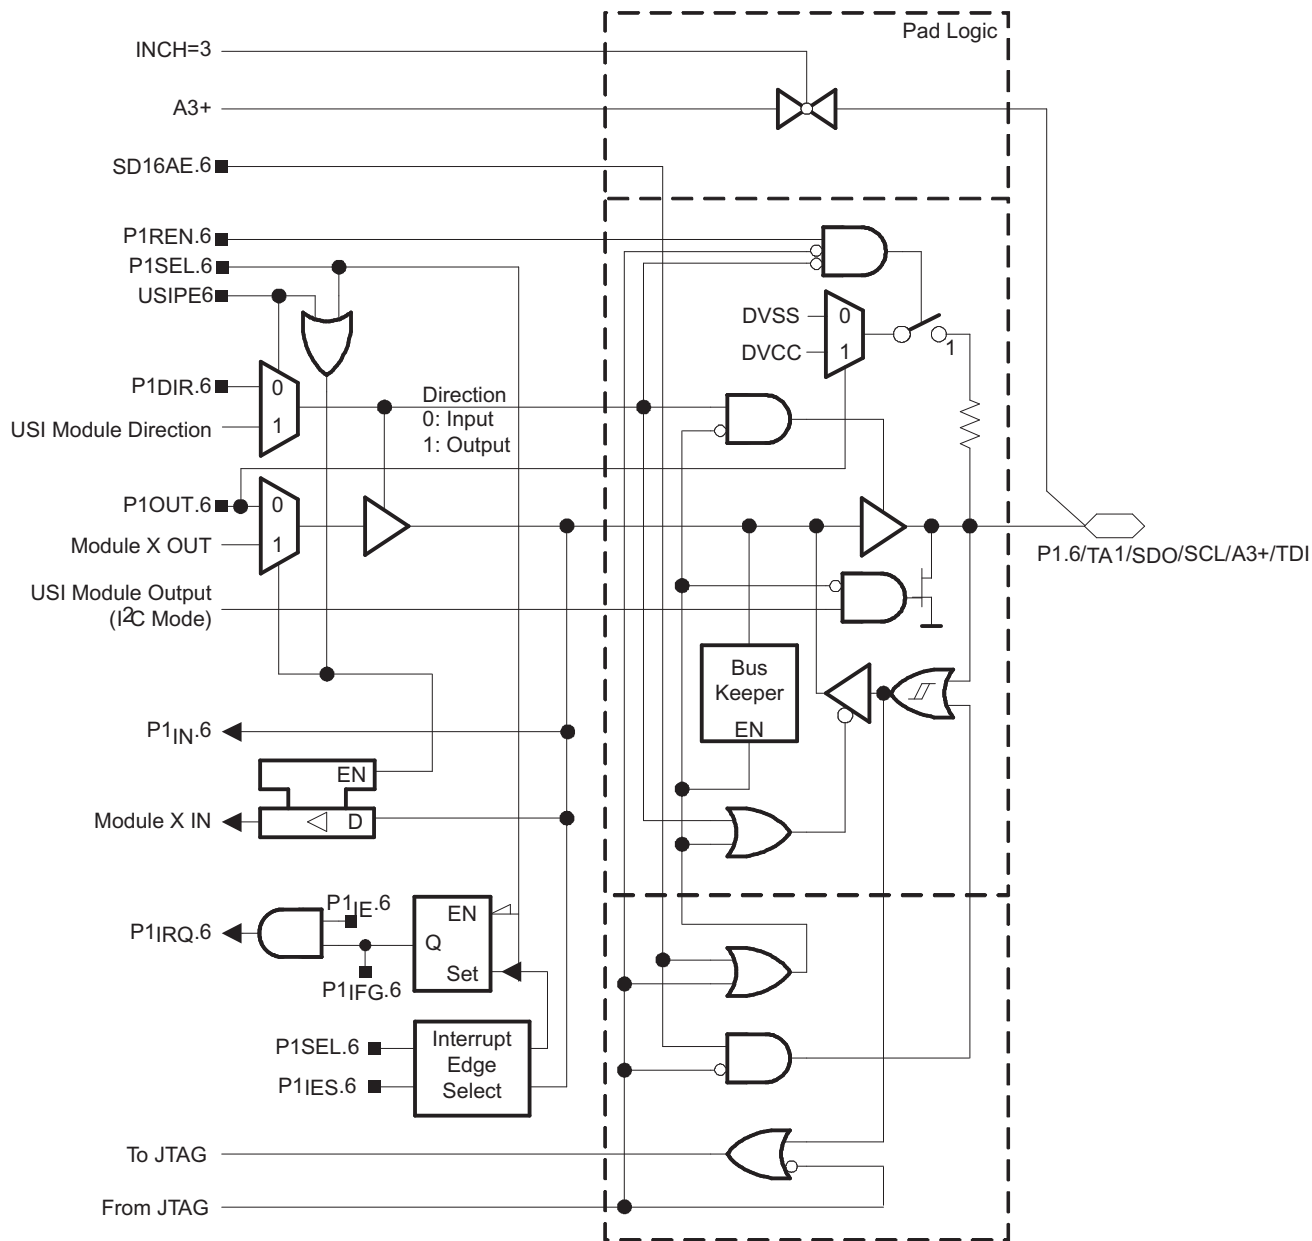 Pad Logic
INCH=3
A3+
SD16AE.6
P1REN.6
P1SEL.6
USIPE6
DVSS
0
DVCC
1
1
P1DIR.6
0
USI Module Direction
1
Direction
0: Input
1: Output
P1OUT.6
0
Module X OUT
1
P1.6/TA1/SDO/SCL/A3+/TDI
USI Module Output
(I2C Mode)
Bus
Keeper
EN
P1IN.6
EN
Module X IN
D
P1IE.6
P1IRQ.6
EN
Q
Set
P1IFG.6
P1SEL.6
P1IES.6
Interrupt
Edge
Select
To JTAG
From JTAG